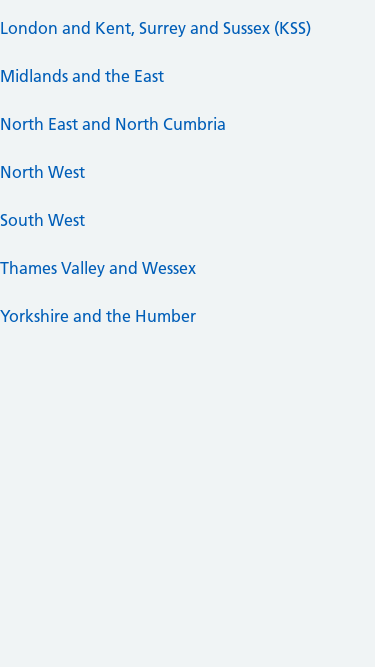 London and Kent, Surrey and Sussex (KSS)
Midlands and the East
North East and North Cumbria
North West
South West
Thames Valley and Wessex
Yorkshire and the Humber